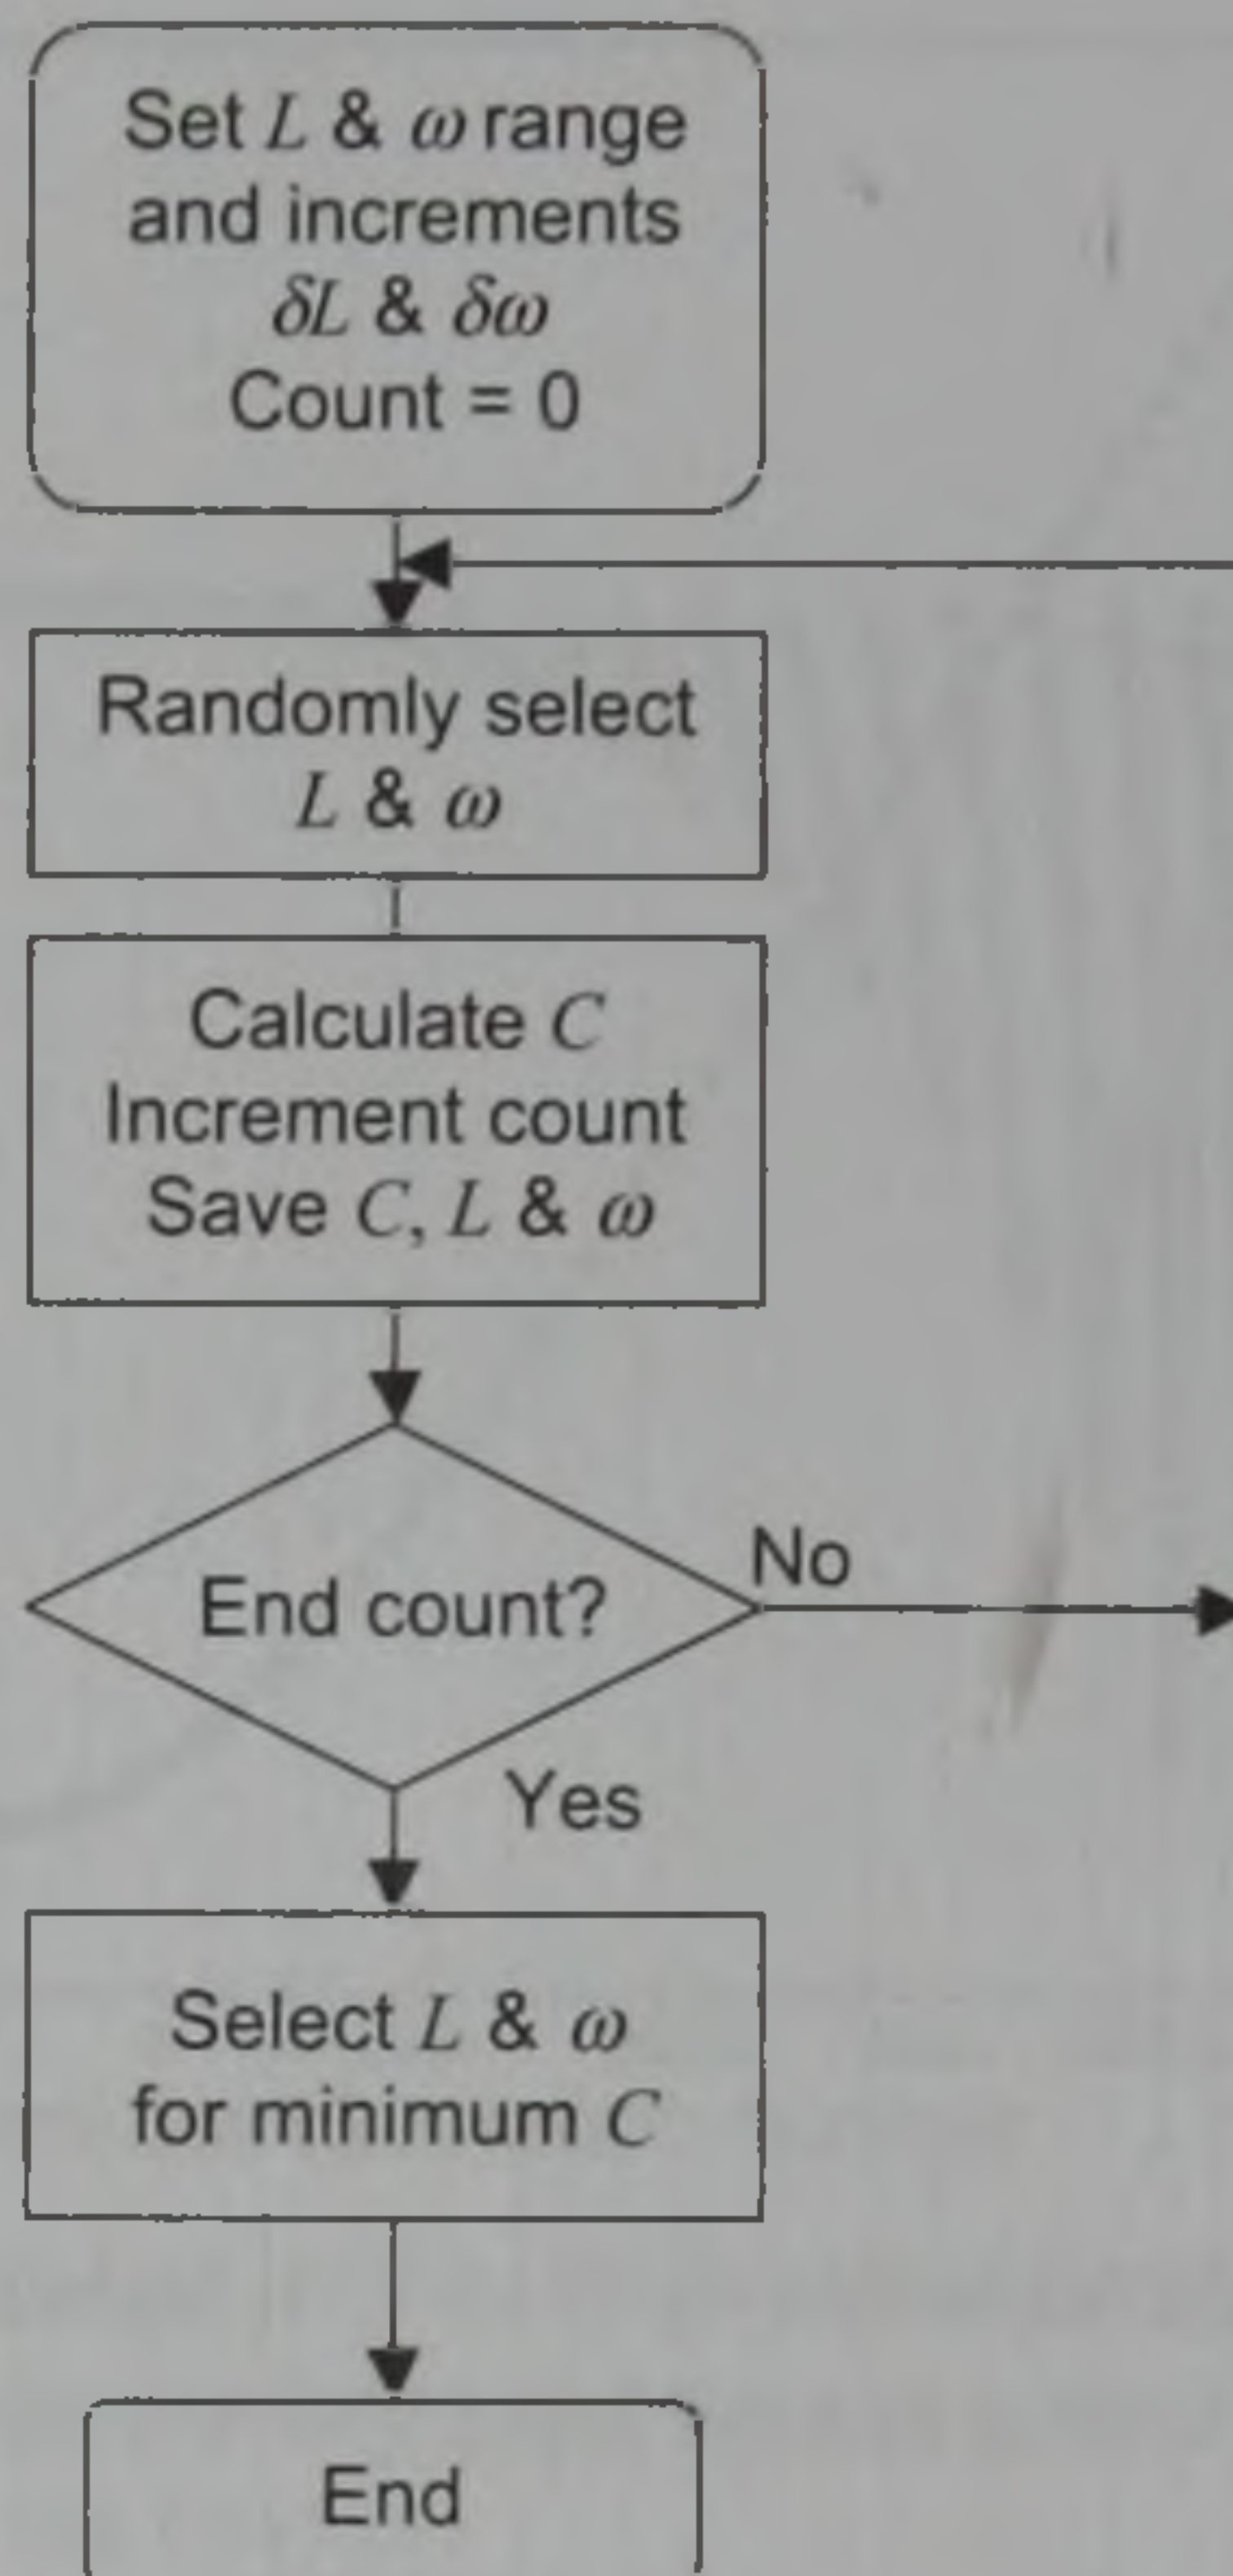 Set L & ω range
and increments
δL & δω
Count = 0
Randomly select
L & ω
Calculate C
Increment count
Save C, L & ω
End count?
No
Yes
Select L & ω
for minimum C
End